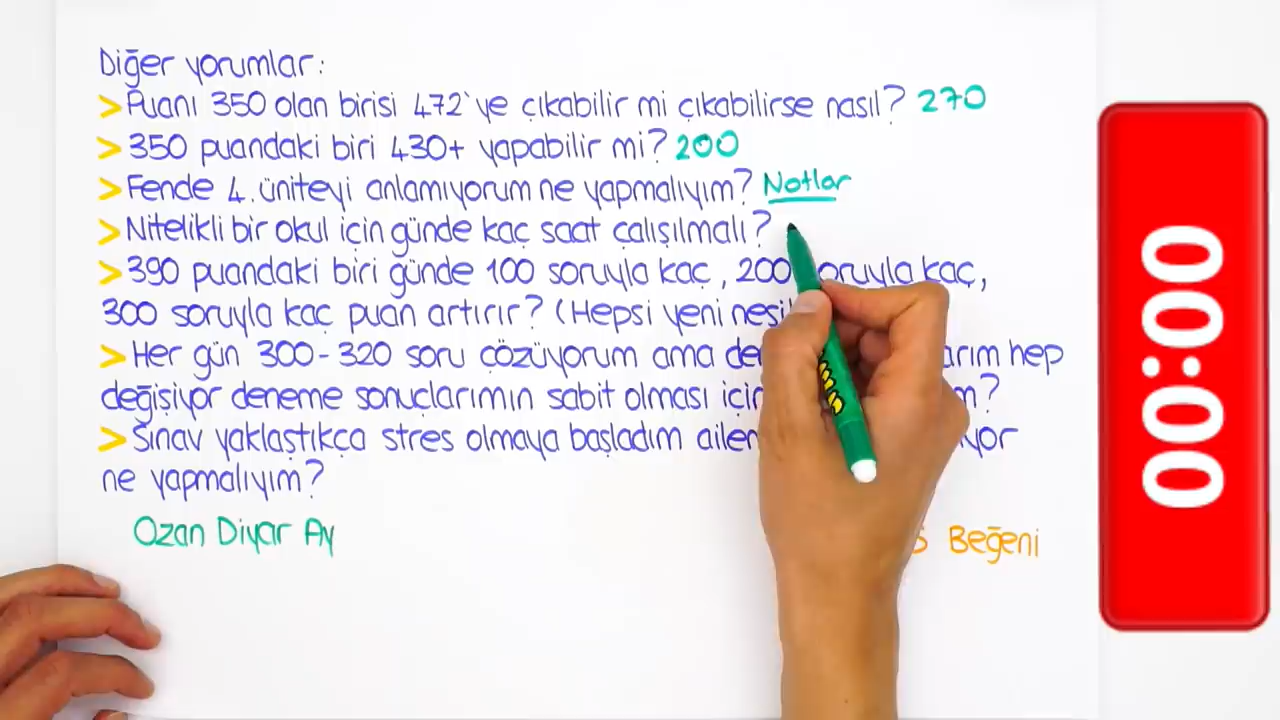 Diğer yorumlar:
> Puanı 350 olan birisi 472'ye çıkabilir mi çıkabilirse nasıl? 270
> 350 puandaki biri 430+ yapabilir mi? 200
> Fende 4. üniteyi anlamıyorum ne yapmalıyım? Notlar
> Nitelikli bir okul için günde kaç saat çalışılmalı?
> 390 puandaki biri günde 100 soruyla kaç, 200 soruyla kaç,
300 soruyla kaç puan artırır? (Hepsi yeni
> Her gün 300-320 soru çözüyorum ama hep
değişiyor deneme sonuçlarımın sabit olması için
> Sınav yaklaştıkça stres olmaya başladım
ne yapmalıyım?
Ozan Diyar Ay Beğeni
00:00